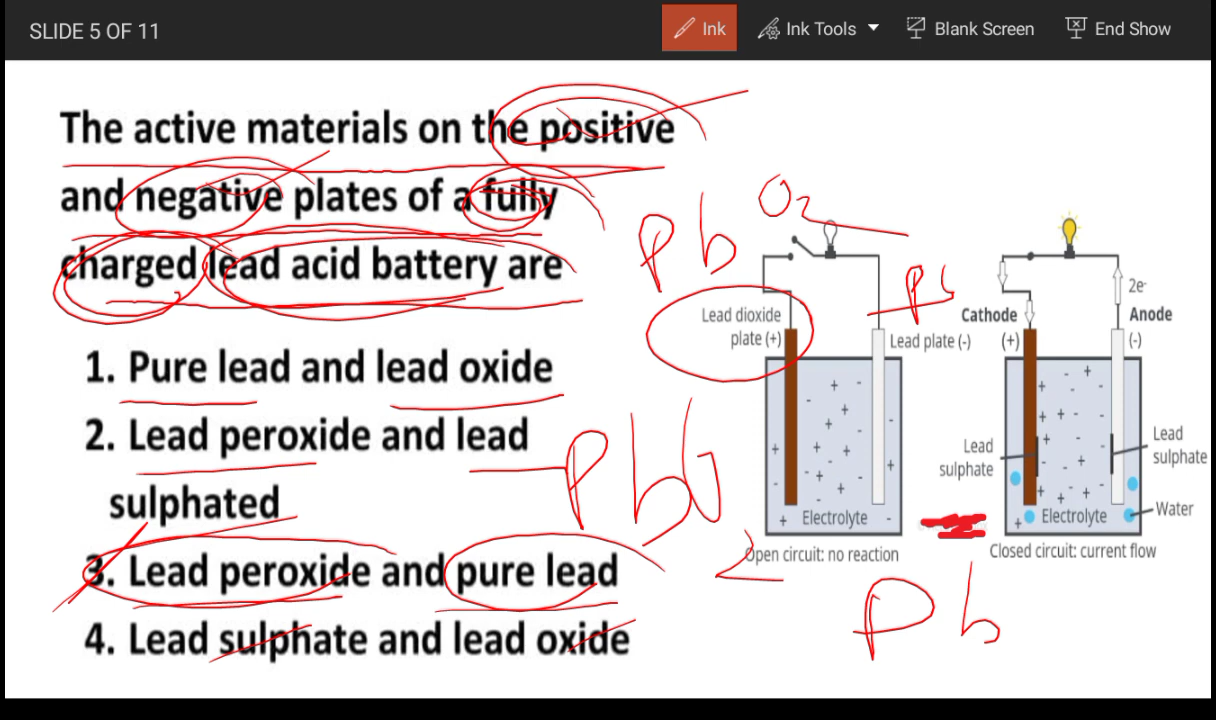 SLIDE 5 OF 11
Ink
Ink Tools
Blank Screen
End Show
The active materials on the positive
and negative plates of a fully
charged lead acid battery are
1. Pure lead and lead oxide
2. Lead peroxide and lead
sulphated
3. Lead peroxide and pure lead
4. Lead sulphate and lead oxide
Pb O2
Pb
PbO2
Pb
Lead dioxide
plate (+)
Lead plate (-)
+ Electrolyte -
Open circuit: no reaction
Cathode
(+)
2e-
Anode
(-)
Lead
sulphate
Lead
sulphate
Water
+ Electrolyte
Closed circuit: current flow